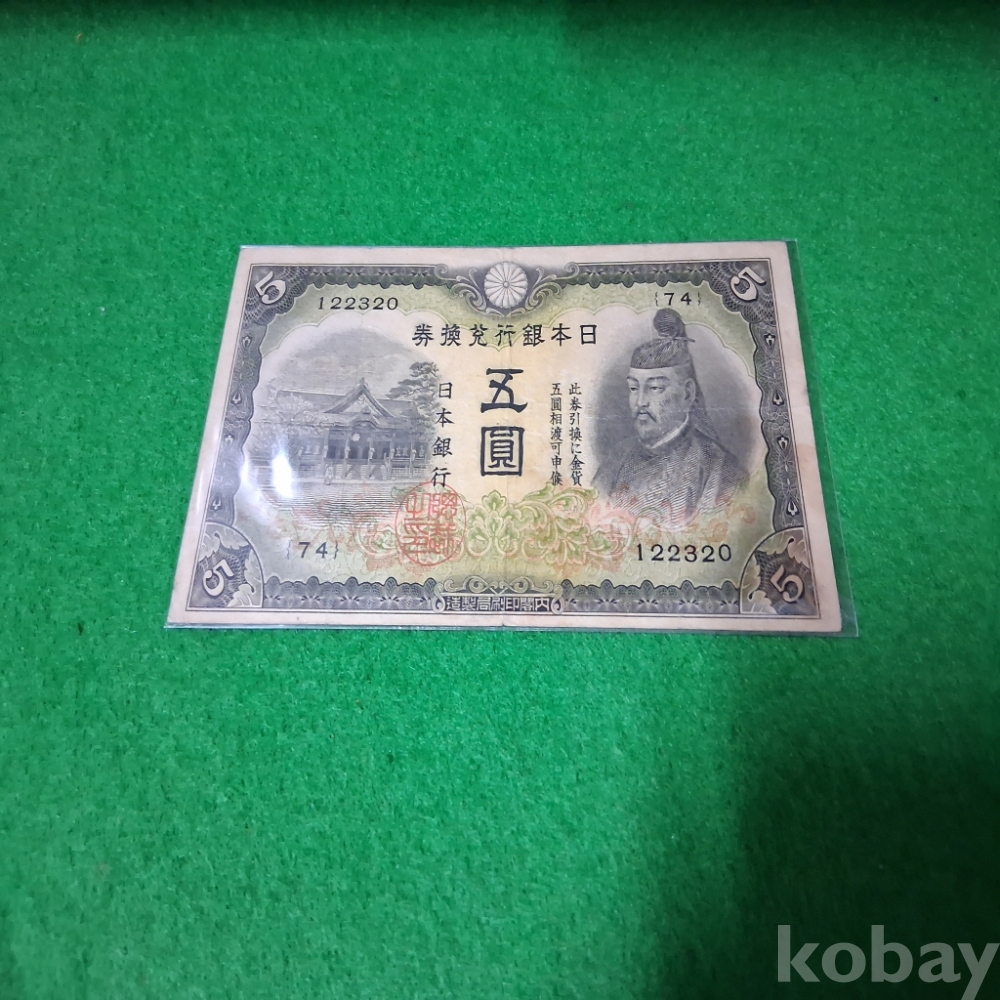 5 5
122320 {74}
券換兌行銀本日
五圓
此券引換に金貨
五圓相渡可申候
日本銀行
{74} 122320
5 5
造製局刷印閣内
kobay